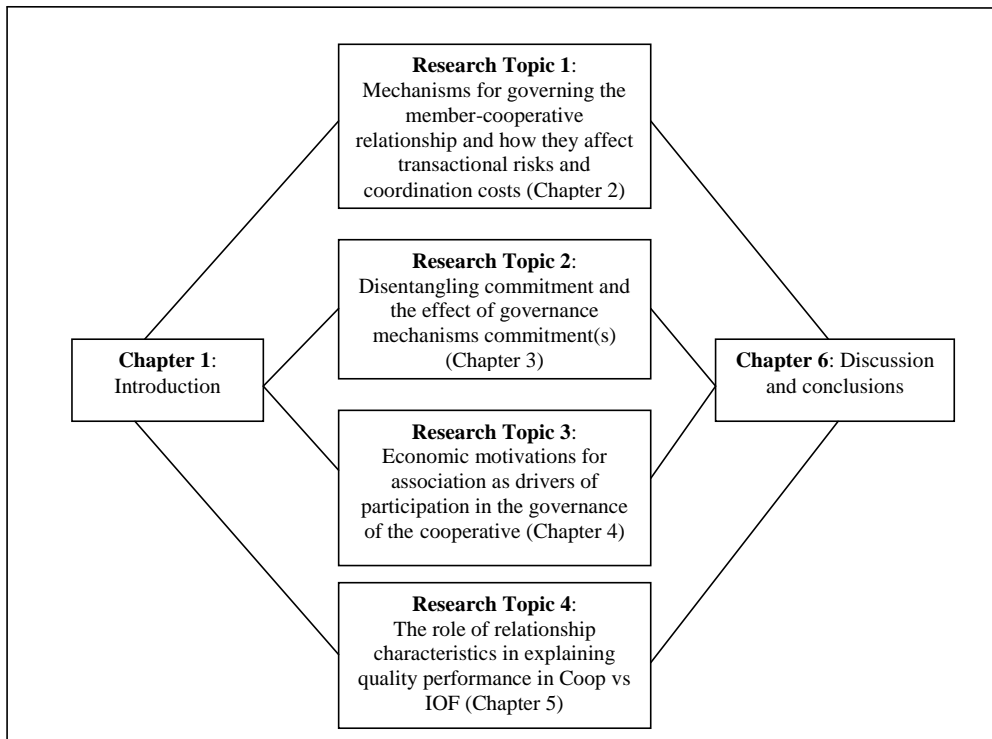 Research Topic 1:
Mechanisms for governing the
member-cooperative
relationship and how they affect
transactional risks and
coordination costs (Chapter 2)
Research Topic 2:
Disentangling commitment and
the effect of governance
mechanisms commitment(s)
(Chapter 3)
Chapter 1:
Introduction
Chapter 6: Discussion
and conclusions
Research Topic 3:
Economic motivations for
association as drivers of
participation in the governance
of the cooperative (Chapter 4)
Research Topic 4:
The role of relationship
characteristics in explaining
quality performance in Coop vs
IOF (Chapter 5)